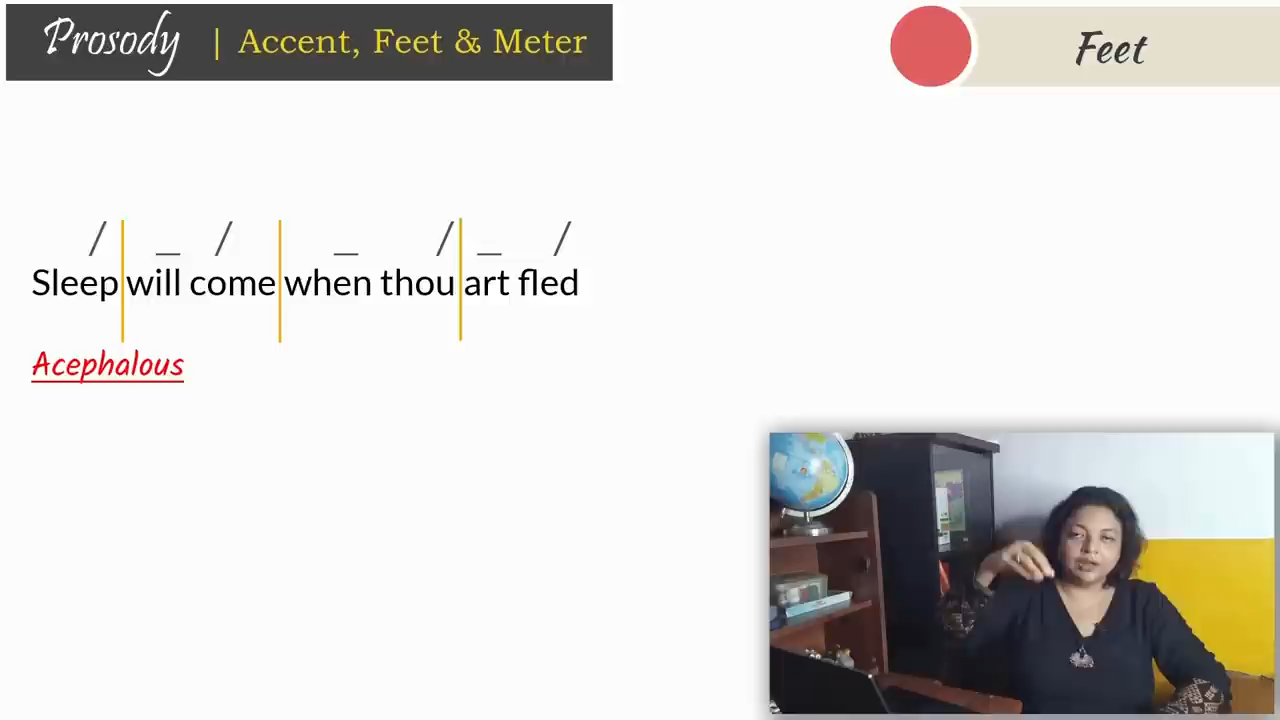 Prosody | Accent, Feet & Meter
Feet
/ _ / _ / _ /
Sleep will come when thou art fled
Acephalous